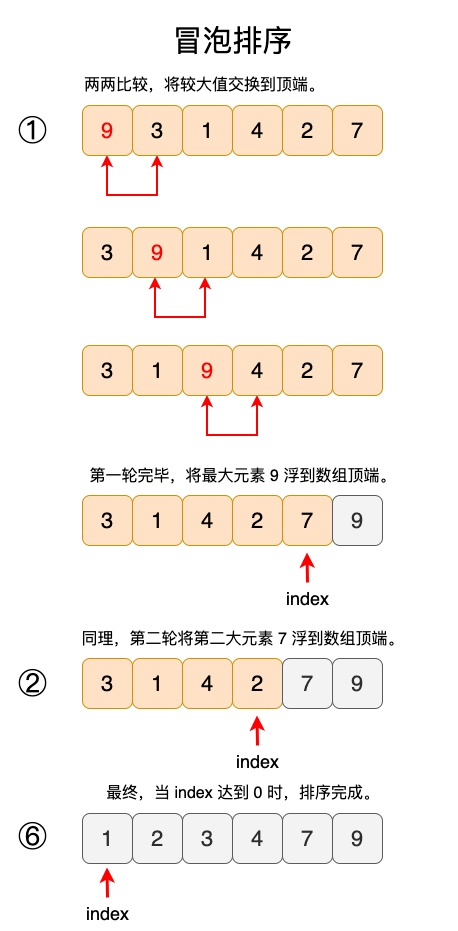 冒泡排序
两两比较，将较大值交换到顶端。
① 9 3 1 4 2 7
3 9 1 4 2 7
3 1 9 4 2 7
第一轮完毕，将最大元素 9 浮到数组顶端。
3 1 4 2 7 9
index
同理，第二轮将第二大元素 7 浮到数组顶端。
② 3 1 4 2 7 9
index
最终，当 index 达到 0 时，排序完成。
⑥ 1 2 3 4 7 9
index